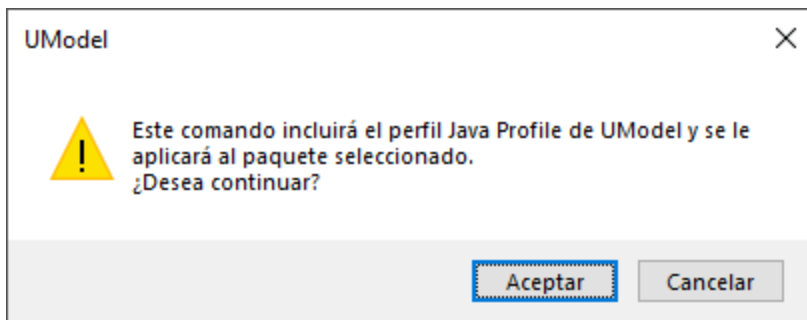 UModel
Este comando incluirá el perfil Java Profile de UModel y se le
aplicará al paquete seleccionado.
¿Desea continuar?
Aceptar
Cancelar